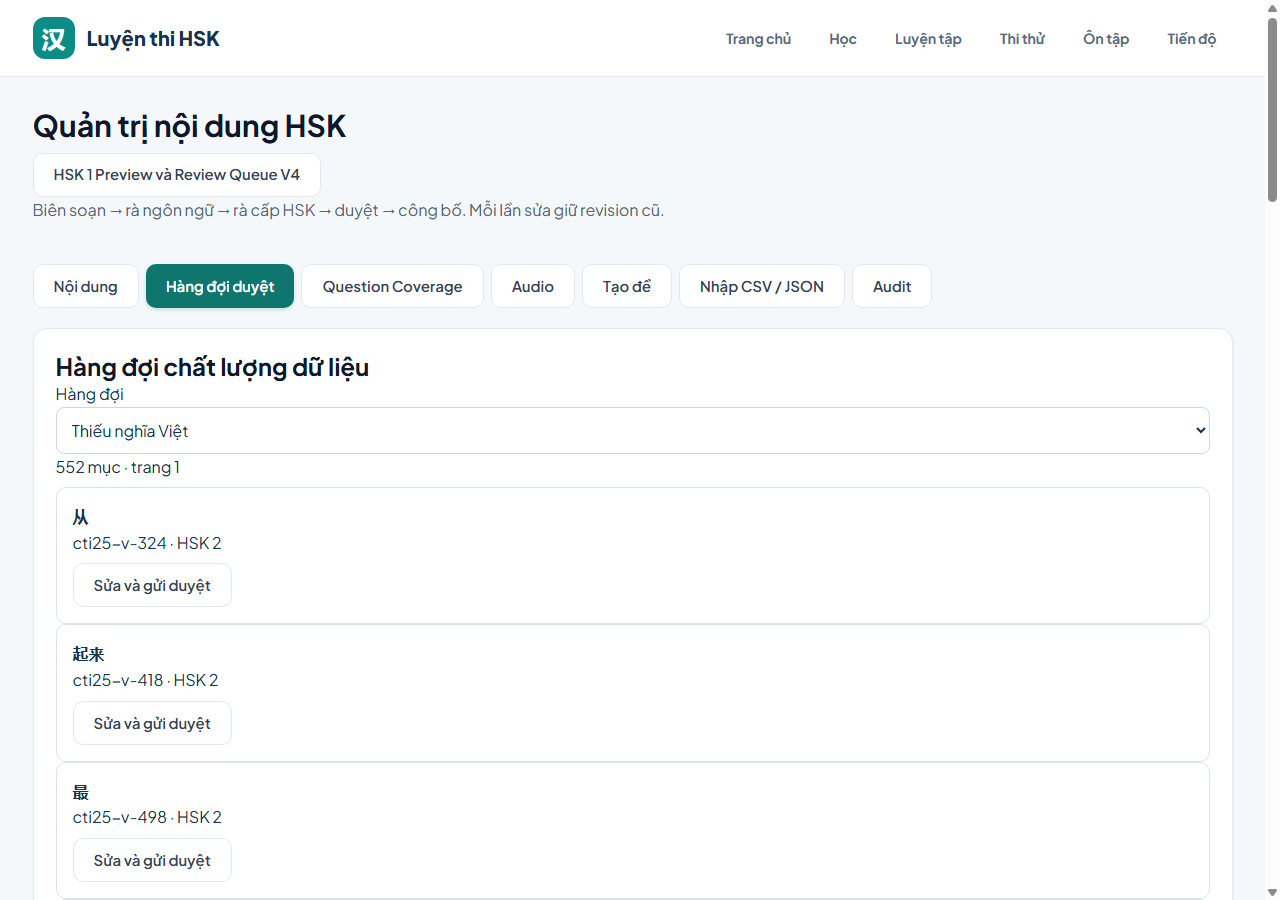 汉 Luyện thi HSK Trang chủ Học Luyện tập Thi thử Ôn tập Tiến độ
Quản trị nội dung HSK
HSK 1 Preview và Review Queue V4
Biên soạn → rà ngôn ngữ → rà cấp HSK → duyệt → công bố. Mỗi lần sửa giữ revision cũ.
Nội dung Hàng đợi duyệt Question Coverage Audio Tạo đề Nhập CSV / JSON Audit
Hàng đợi chất lượng dữ liệu
Hàng đợi
Thiếu nghĩa Việt
552 mục · trang 1
从
cti25-v-324 · HSK 2
Sửa và gửi duyệt
起来
cti25-v-418 · HSK 2
Sửa và gửi duyệt
最
cti25-v-498 · HSK 2
Sửa và gửi duyệt